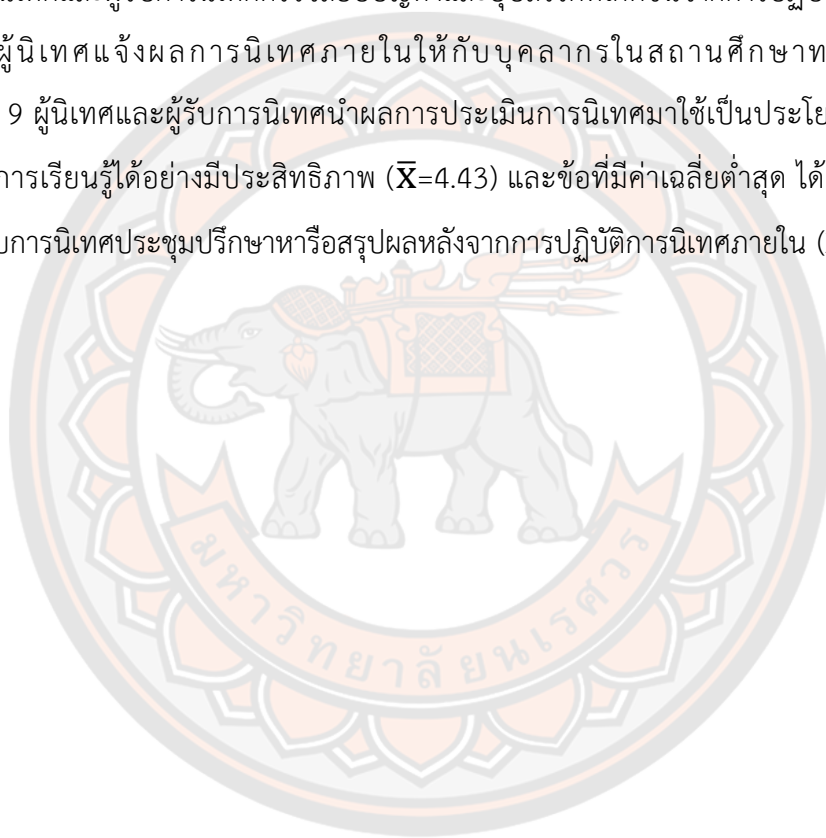 ผู้นิเทศแจ้งผลการนิเทศภายในให้กับบุคลากรในสถานศึกษาท
9 ผู้นิเทศและผู้รับการนิเทศนำผลการประเมินการนิเทศมาใช้เป็นประโย
การเรียนรู้ได้อย่างมีประสิทธิภาพ (X̅=4.43) และข้อที่มีค่าเฉลี่ยต่ำสุด ได้
บการนิเทศประชุมปรึกษาหารือสรุปผลหลังจากการปฏิบัติการนิเทศภายใน (
มหาวิทยาลัยนเรศวร